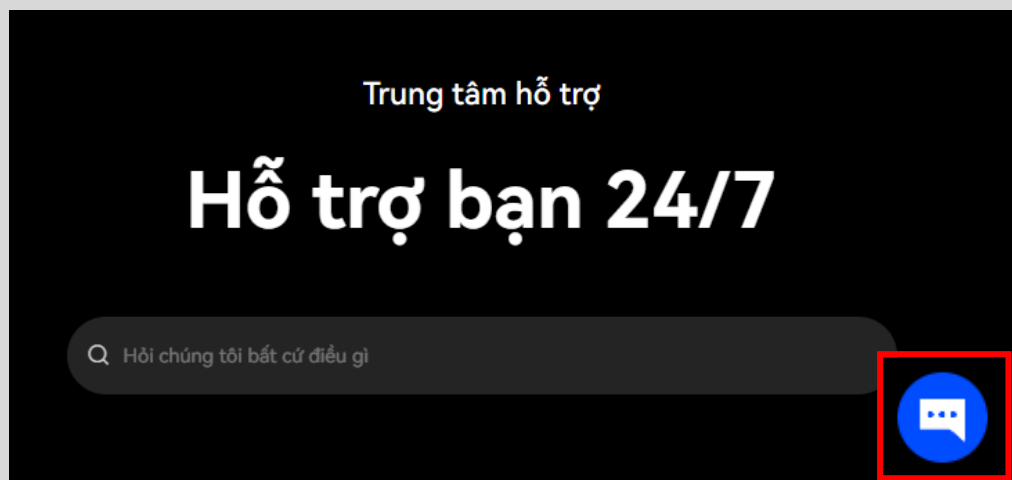 Trung tâm hỗ trợ
Hỗ trợ bạn 24/7
Hỏi chúng tôi bất cứ điều gì